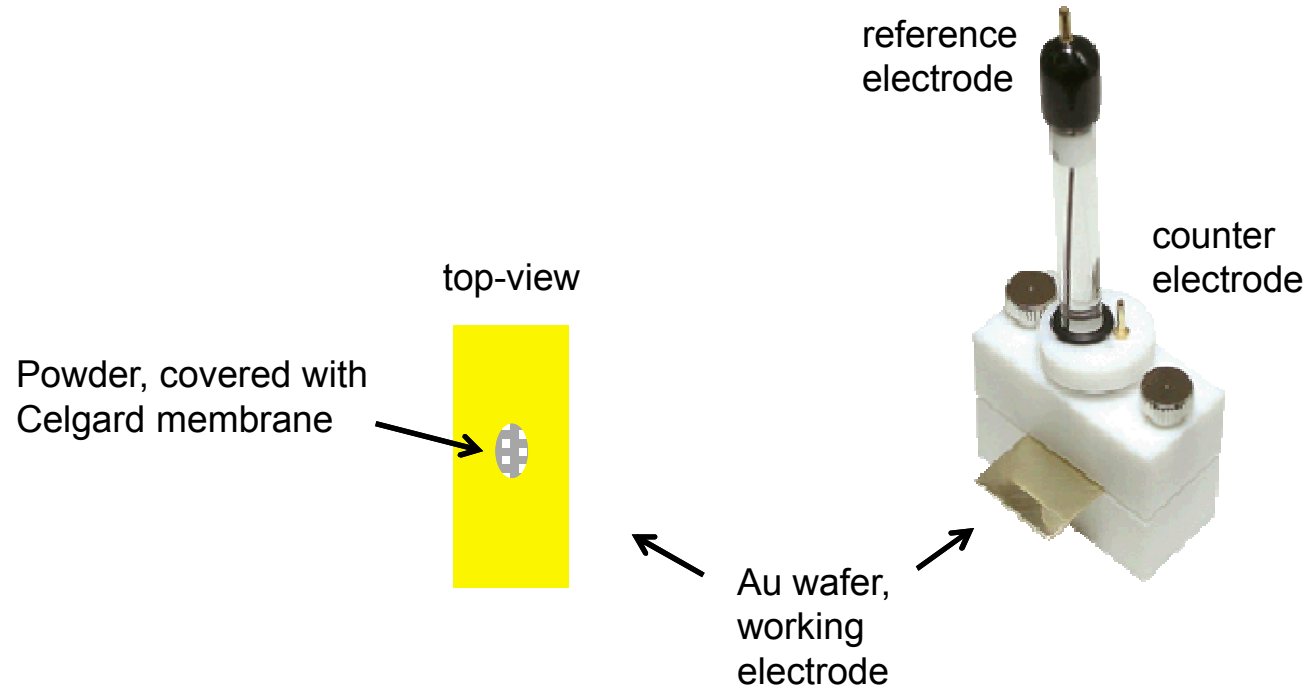 reference
electrode
counter
electrode
top-view
Powder, covered with
Celgard membrane
Au wafer,
working
electrode